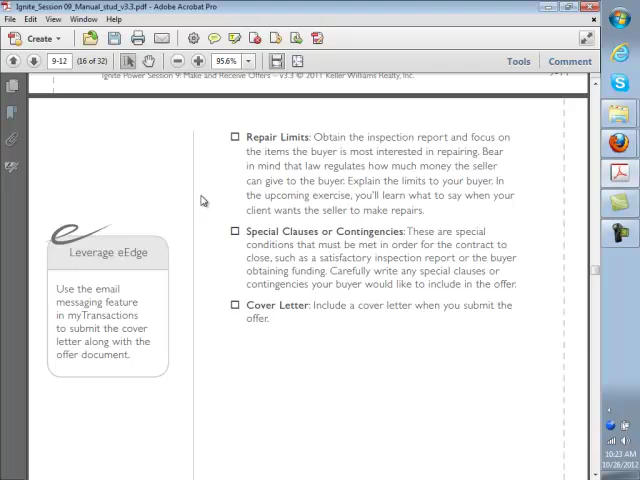 Ignite_Session 09_Manual_stud_v3.3.pdf - Adobe Acrobat Pro
File Edit View Window Help
Create
9-12 (16 of 32) 95.6% Tools Comment
Ignite Power Session 9: Make and Receive Offers – v3.3 © 2011 Keller Williams Realty, Inc.
Repair Limits: Obtain the inspection report and focus on
the items the buyer is most interested in repairing. Bear
in mind that law regulates how much money the seller
can give to the buyer. Explain the limits to your buyer. In
the upcoming exercise, you'll learn what to say when your
client wants the seller to make repairs.
Special Clauses or Contingencies: These are special
conditions that must be met in order for the contract to
close, such as a satisfactory inspection report or the buyer
obtaining funding. Carefully write any special clauses or
contingencies your buyer would like to include in the offer.
Cover Letter: Include a cover letter when you submit the
offer.
e
Leverage eEdge
Use the email
messaging feature
in myTransactions
to submit the cover
letter along with the
offer document.
10:23 AM
10/26/2012